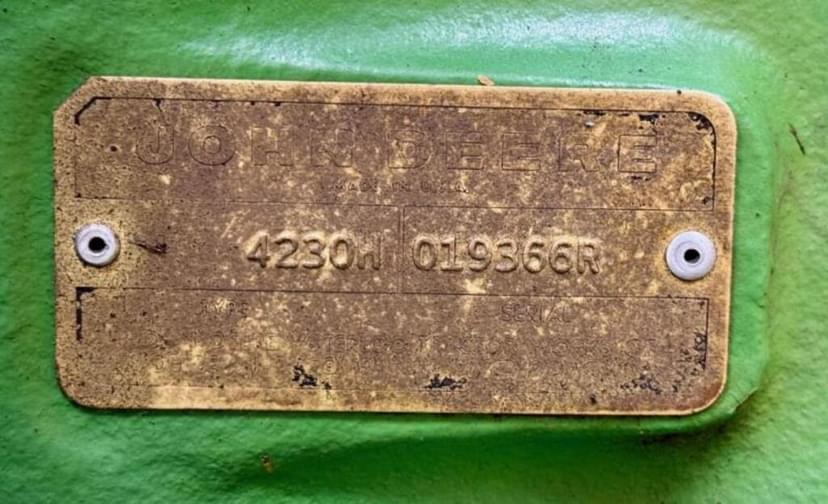 JOHN DEERE
MADE IN U.S.A.
4230H 019366R
TYPE SERIAL